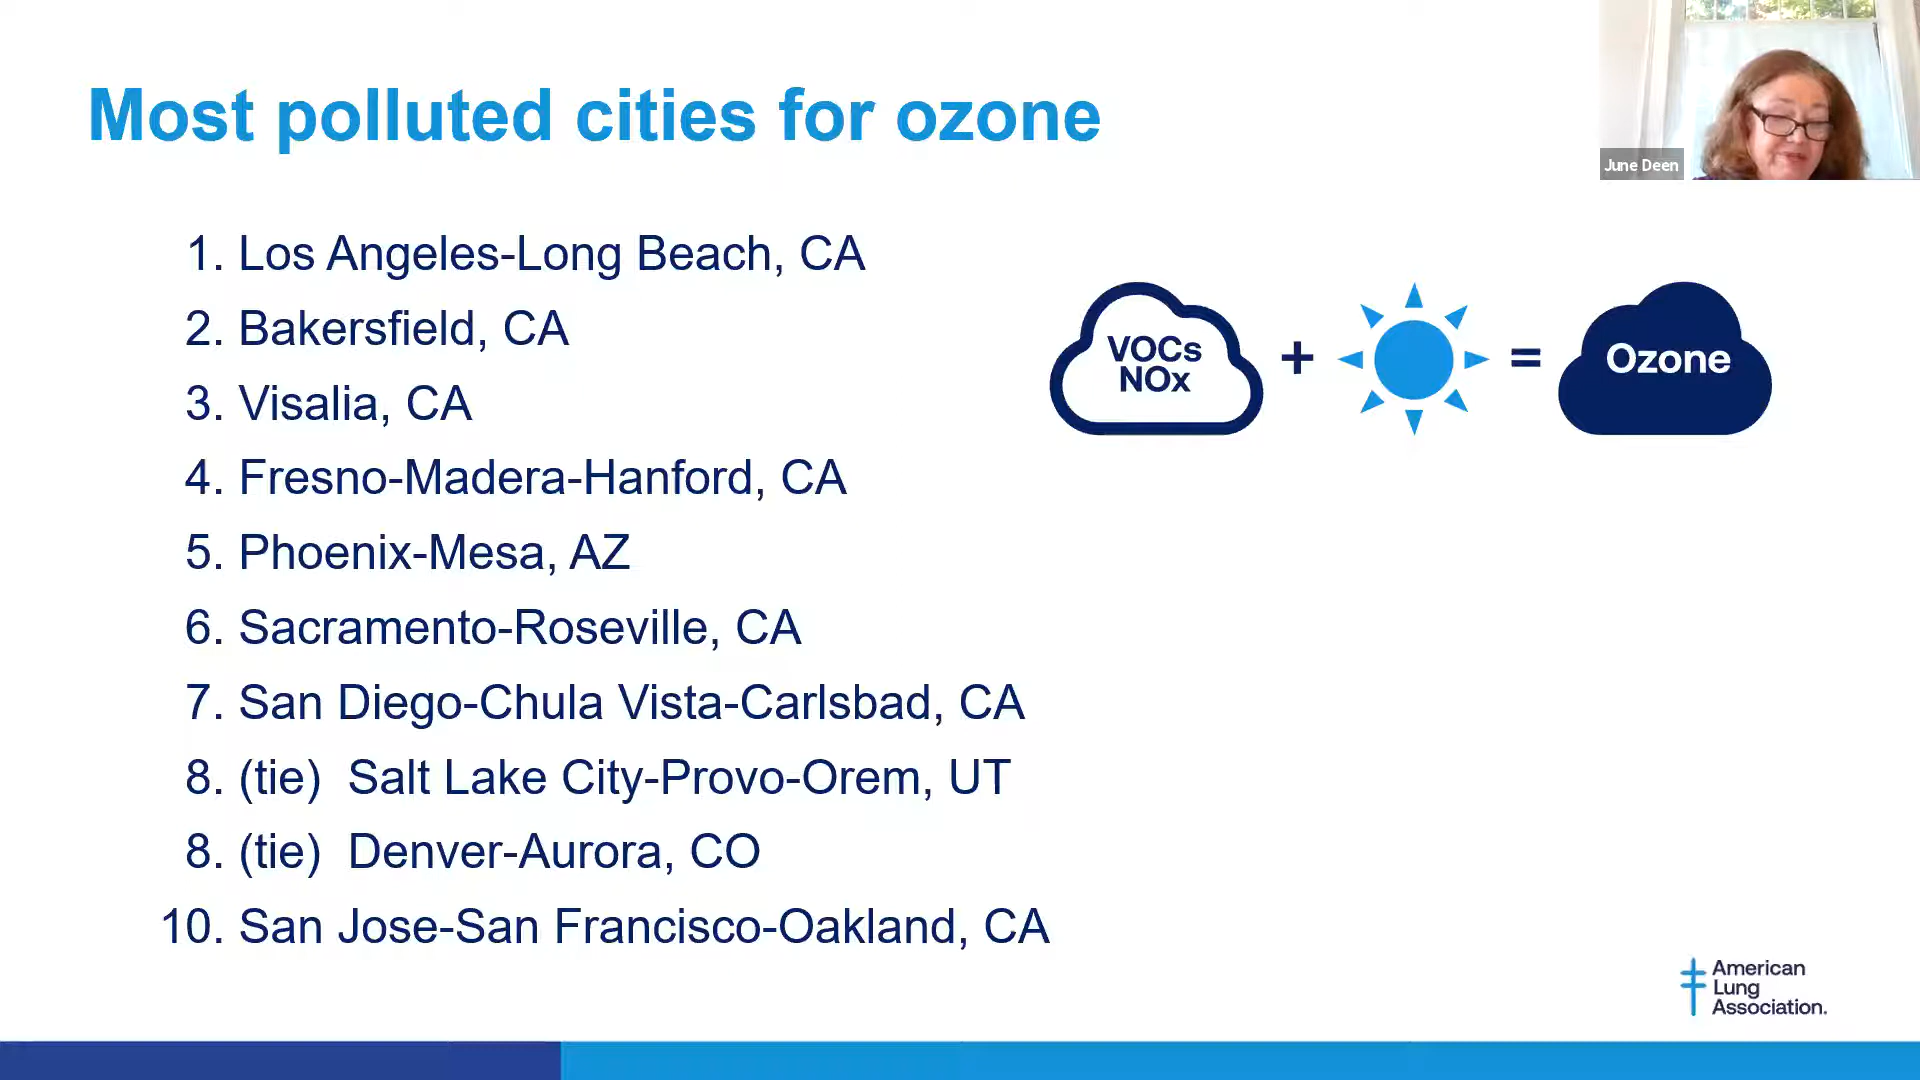 Most polluted cities for ozone
June Deen
1. Los Angeles-Long Beach, CA
2. Bakersfield, CA
3. Visalia, CA
4. Fresno-Madera-Hanford, CA
5. Phoenix-Mesa, AZ
6. Sacramento-Roseville, CA
7. San Diego-Chula Vista-Carlsbad, CA
8. (tie) Salt Lake City-Provo-Orem, UT
8. (tie) Denver-Aurora, CO
10. San Jose-San Francisco-Oakland, CA
VOCs
NOx
+
=
Ozone
American
Lung
Association.